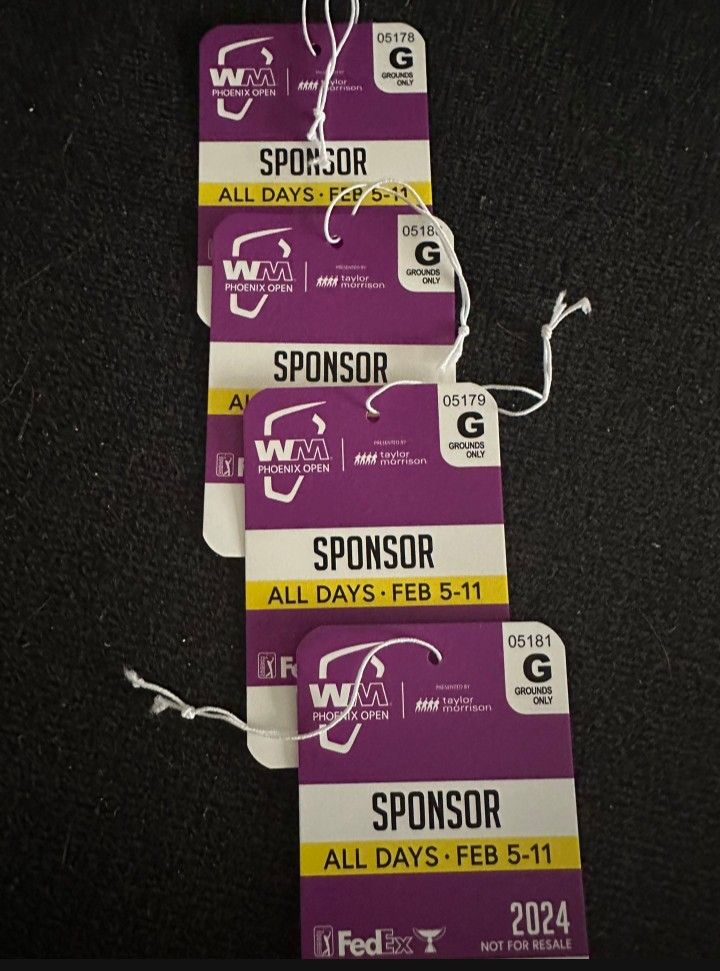 05178
G
GROUNDS
ONLY
WM
PHOENIX OPEN
morrison
SPONSOR
ALL DAYS · FEB 5-11
G
GROUNDS
ONLY
WM
PHOENIX OPEN
PRESENTED BY
taylor
morrison
SPONSOR
05179
G
GROUNDS
ONLY
WM
PHOENIX OPEN
PRESENTED BY
taylor
morrison
SPONSOR
ALL DAYS · FEB 5-11
05181
G
GROUNDS
ONLY
WM
PHOENIX OPEN
PRESENTED BY
taylor
morrison
SPONSOR
ALL DAYS · FEB 5-11
2024
FedEx
NOT FOR RESALE